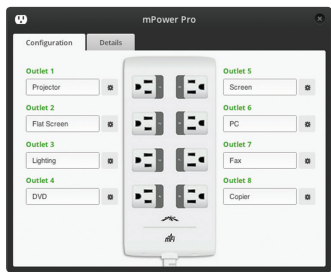 mPower Pro
Configuration
Details
Outlet 1
Projector
Outlet 2
Flat Screen
Outlet 3
Lighting
Outlet 4
DVD
Outlet 5
Screen
Outlet 6
PC
Outlet 7
Fax
Outlet 8
Copier
mFi